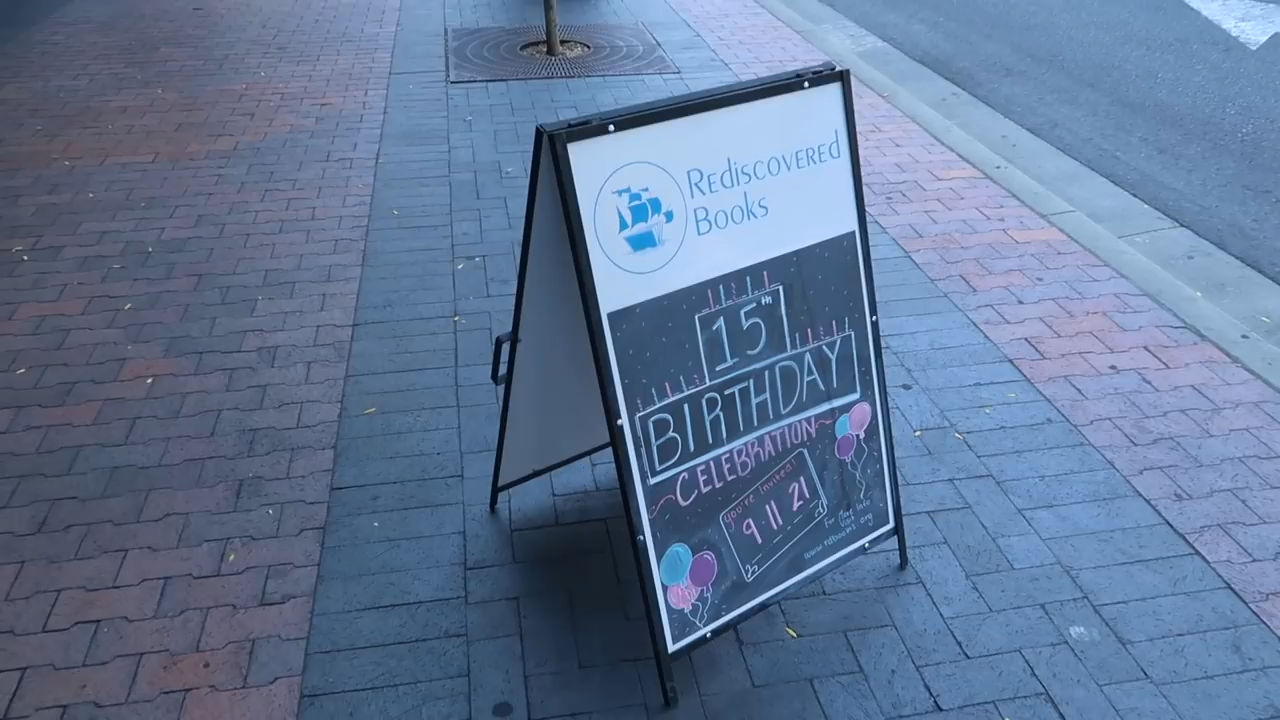 Rediscovered
Books
15th
BIRTHDAY
CELEBRATION
you're invited!
9·11 21
For More Info
Visit
www.rdbooks.org